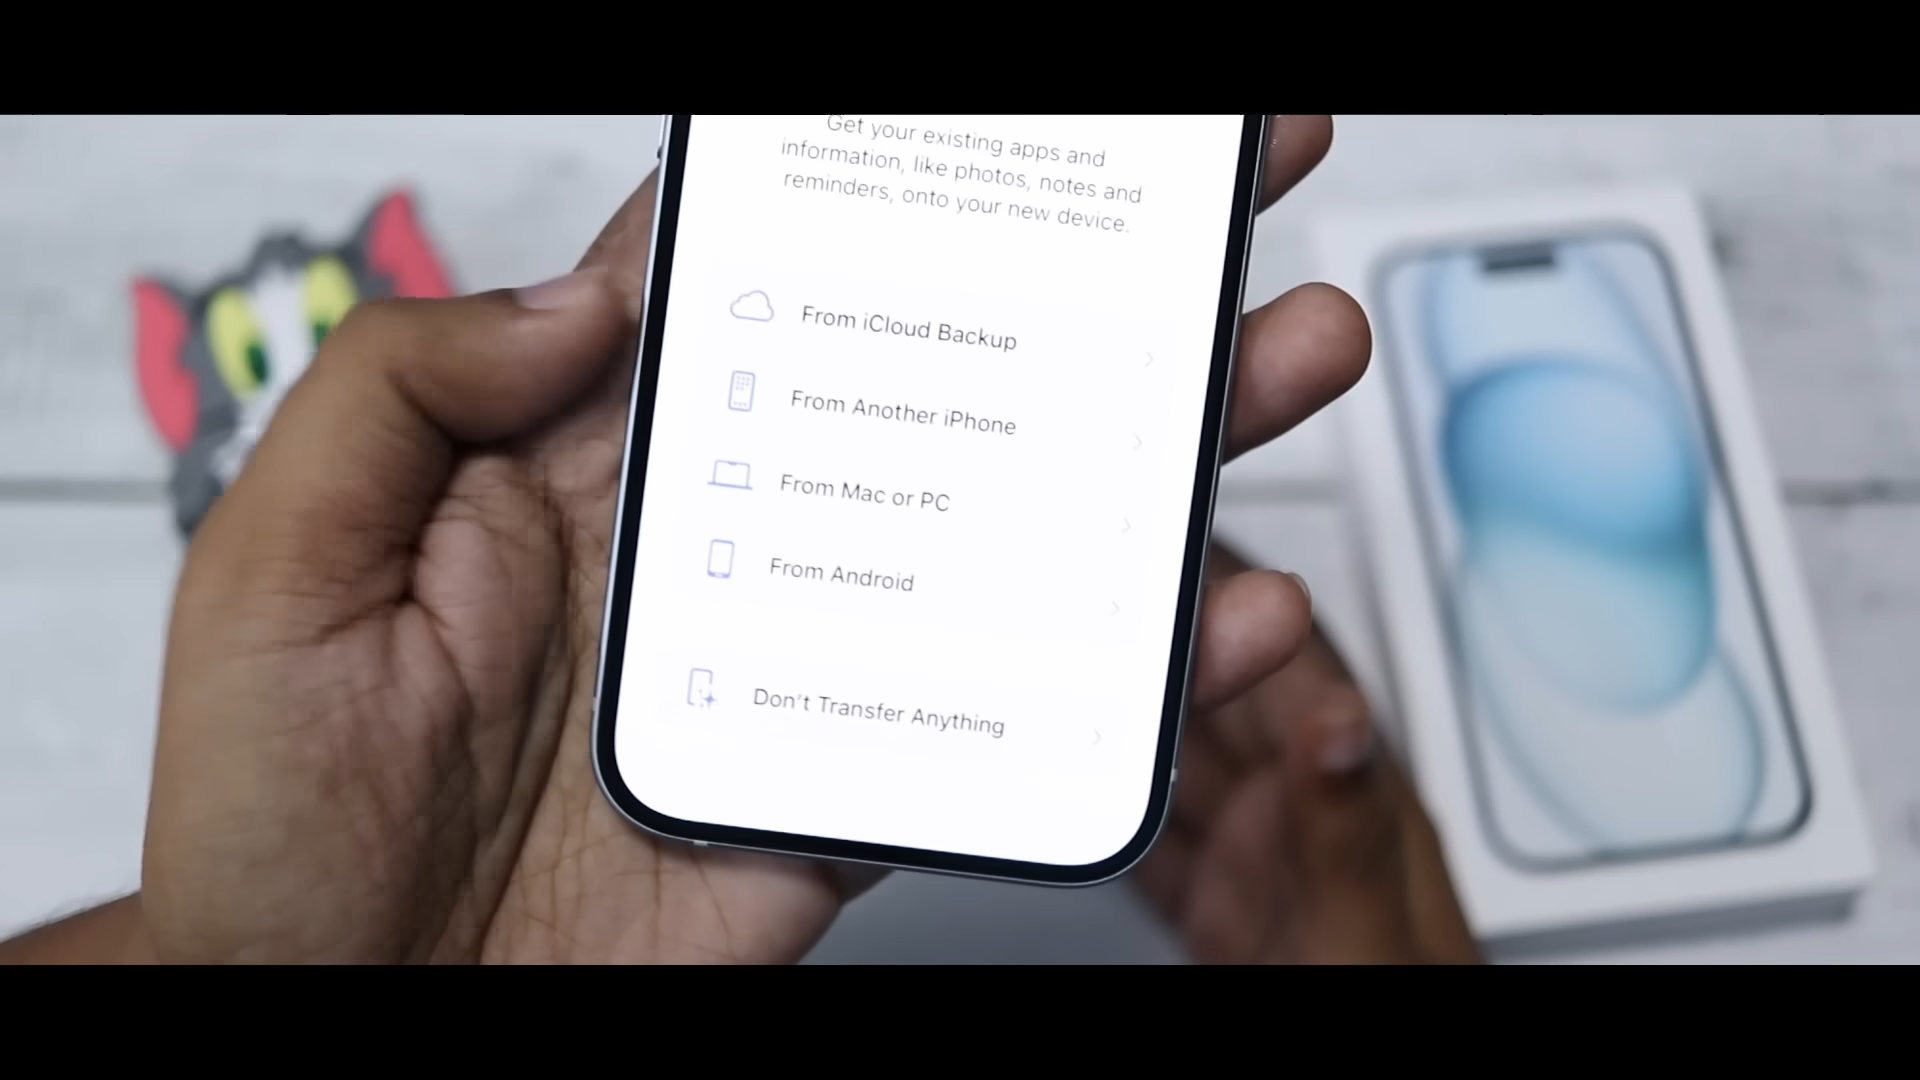 Get your existing apps and
information, like photos, notes and
reminders, onto your new device.
From iCloud Backup
From Another iPhone
From Mac or PC
From Android
Don't Transfer Anything